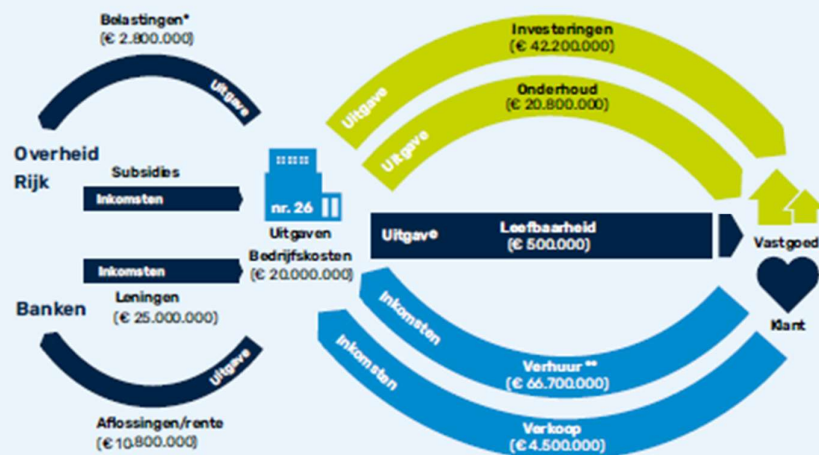 Belastingen*
(€ 2.800.000)
Uitgave
Overheid
Rijk
Subsidies
Inkomsten
nr. 26
Uitgaven
Bedrijfskosten
(€ 20.000.000)
Inkomsten
Leningen
(€ 25.000.000)
Banken
Uitgave
Aflossingen/rente
(€ 10.800.000)
Investeringen
(€ 42.200.000)
Uitgave
Onderhoud
(€ 20.800.000)
Uitgave
Uitgave
Leefbaarheid
(€ 500.000)
Vastgoed
Klant
Inkomsten
Verhuur **
(€ 66.700.000)
Inkomsten
Verkoop
(€ 4.500.000)